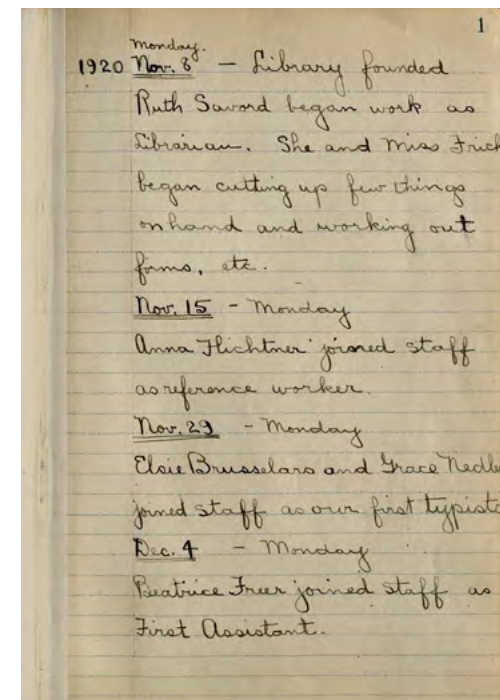 1
Monday.
1920 Nov. 8 — Library founded
Ruth Savord began work as
Librarian. She and Miss Frick
began cutting up few things
on hand and working out
forms, etc.
Nov. 15 - Monday
Anna Flichtner joined staff
as reference worker.
Nov. 29 - Monday
Elsie Brusselars and Grace
joined staff as our first typists
Dec. 4 - Monday
Beatrice Freer joined staff as
First Assistant.